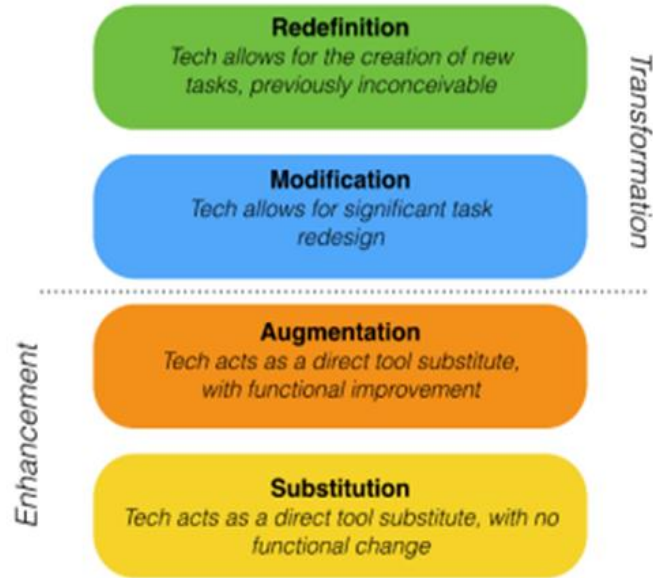 Redefinition
Tech allows for the creation of new
tasks, previously inconceivable
Transformation
Modification
Tech allows for significant task
redesign
Augmentation
Tech acts as a direct tool substitute,
with functional improvement
Enhancement
Substitution
Tech acts as a direct tool substitute, with no
functional change